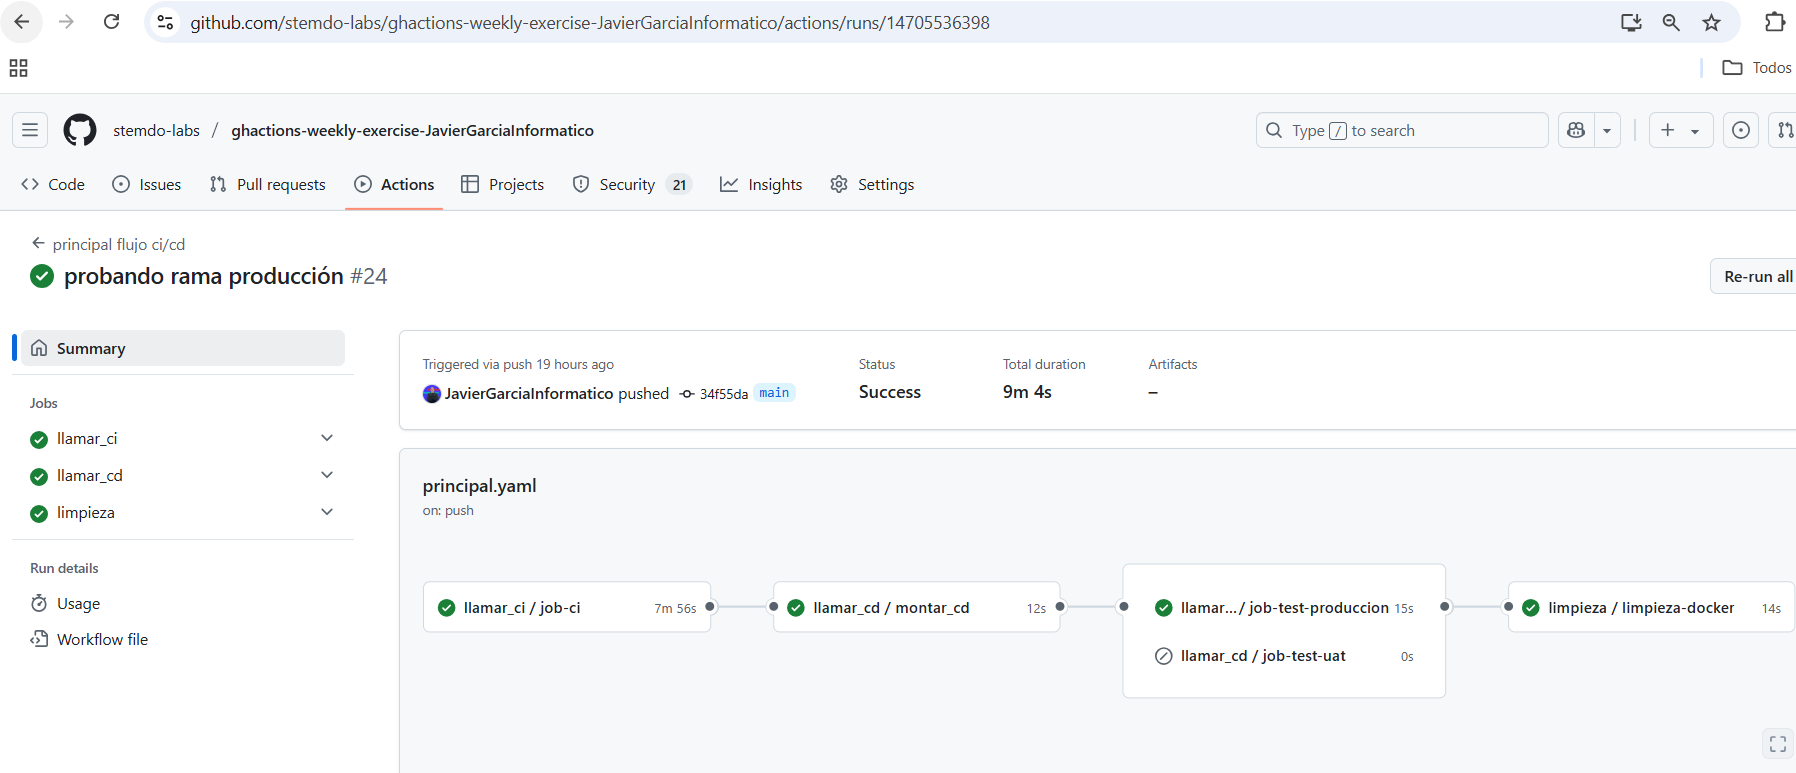 github.com/stemdo-labs/ghactions-weekly-exercise-JavierGarciaInformatico/actions/runs/14705536398
Todos
stemdo-labs / ghactions-weekly-exercise-JavierGarciaInformatico
Type / to search
Code
Issues
Pull requests
Actions
Projects
Security 21
Insights
Settings
principal flujo ci/cd
probando rama producción #24
Re-run all
Summary
Jobs
llamar_ci
llamar_cd
limpieza
Run details
Usage
Workflow file
Triggered via push 19 hours ago
JavierGarciaInformatico pushed 34f55da main
Status
Success
Total duration
9m 4s
Artifacts
–
principal.yaml
on: push
llamar_ci / job-ci 7m 56s
llamar_cd / montar_cd 12s
llamar... / job-test-produccion 15s
llamar_cd / job-test-uat 0s
limpieza / limpieza-docker 14s